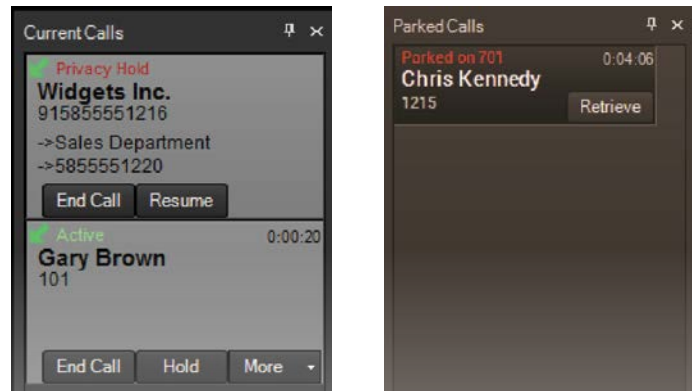 Current Calls
Privacy Hold
Widgets Inc.
915855551216
->Sales Department
->5855551220
End Call Resume
Active 0:00:20
Gary Brown
101
End Call Hold More
Parked Calls
Parked on 701 0:04:06
Chris Kennedy
1215
Retrieve